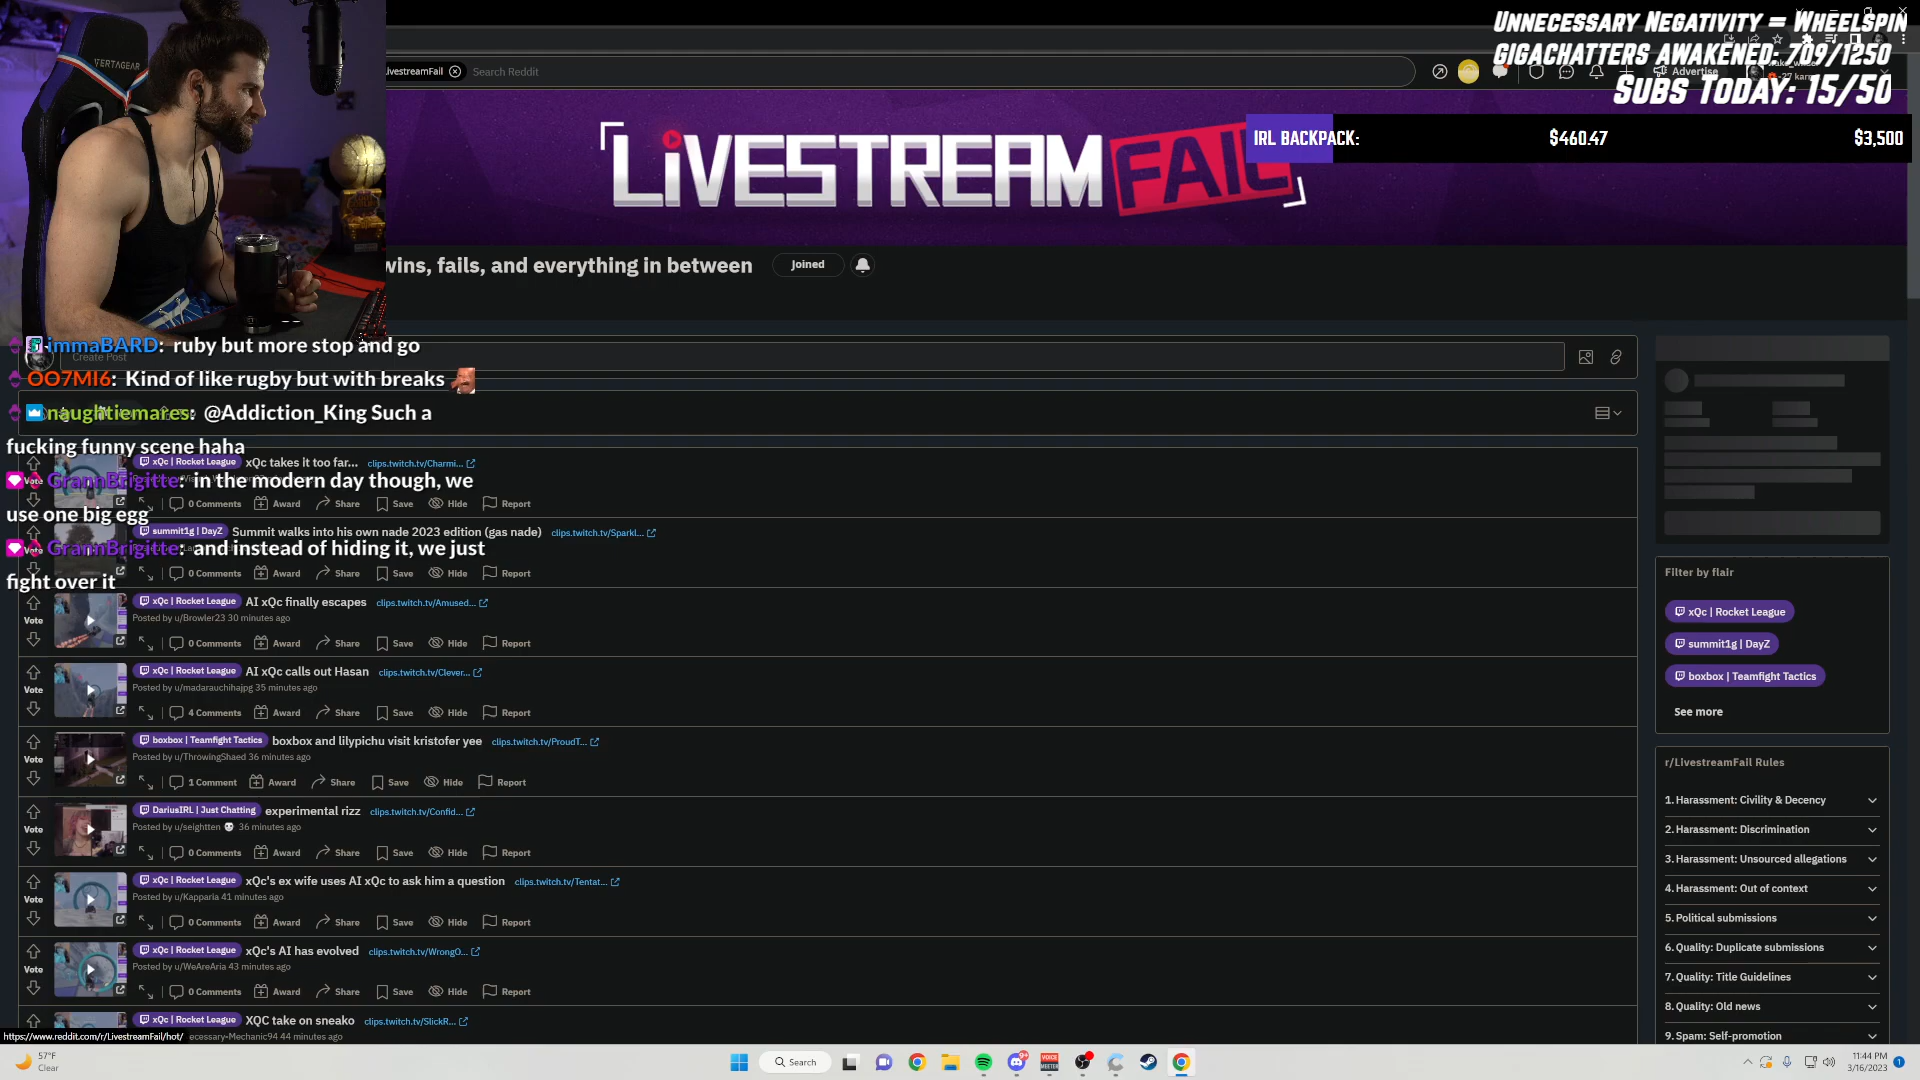 VERTAGEAR
UNNECESSARY NEGATIVITY = WHEELSPIN
GIGACHATTERS AWAKENED: 709/1250
SUBS TODAY: 15/50
IRL BACKPACK: $460.47 $3,500
LivestreamFail
Search Reddit
Advertise
LIVESTREAM FAIL
wins, fails, and everything in between
Joined
Create Post
immaBARD: ruby but more stop and go
OO7MI6: Kind of like rugby but with breaks
naughtiemares: @Addiction_King Such a
fucking funny scene haha
GrannBrigitte: in the modern day though, we
use one big egg
GrannBrigitte: and instead of hiding it, we just
fight over it
xQc | Rocket League xQc takes it too far... clips.twitch.tv/Charmi...
Vote
0 Comments Award Share Save Hide Report
summit1g | DayZ Summit walks into his own nade 2023 edition (gas nade) clips.twitch.tv/Sparkl...
Vote
0 Comments Award Share Save Hide Report
xQc | Rocket League AI xQc finally escapes clips.twitch.tv/Amused...
Vote
Posted by u/Browler23 30 minutes ago
0 Comments Award Share Save Hide Report
xQc | Rocket League AI xQc calls out Hasan clips.twitch.tv/Clever...
Vote
Posted by u/madarauchihajpg 35 minutes ago
4 Comments Award Share Save Hide Report
boxbox | Teamfight Tactics boxbox and lilypichu visit kristofer yee clips.twitch.tv/ProudT...
Vote
Posted by u/ThrowingShaed 36 minutes ago
1 Comment Award Share Save Hide Report
DariusIRL | Just Chatting experimental rizz clips.twitch.tv/Confid...
Vote
Posted by u/seightten 36 minutes ago
0 Comments Award Share Save Hide Report
xQc | Rocket League xQc's ex wife uses AI xQc to ask him a question clips.twitch.tv/Tentat...
Vote
Posted by u/Kapparia 41 minutes ago
0 Comments Award Share Save Hide Report
xQc | Rocket League xQc's AI has evolved clips.twitch.tv/WrongO...
Vote
Posted by u/WeAreAria 43 minutes ago
0 Comments Award Share Save Hide Report
xQc | Rocket League XQC take on sneako clips.twitch.tv/SlickR...
ecessary-Mechanic94 44 minutes ago
https://www.reddit.com/r/LivestreamFail/hot/
Filter by flair
xQc | Rocket League
summit1g | DayZ
boxbox | Teamfight Tactics
See more
r/LivestreamFail Rules
1. Harassment: Civility & Decency
2. Harassment: Discrimination
3. Harassment: Unsourced allegations
4. Harassment: Out of context
5. Political submissions
6. Quality: Duplicate submissions
7. Quality: Title Guidelines
8. Quality: Old news
9. Spam: Self-promotion
57°F
Clear
Search
11:44 PM
3/16/2023